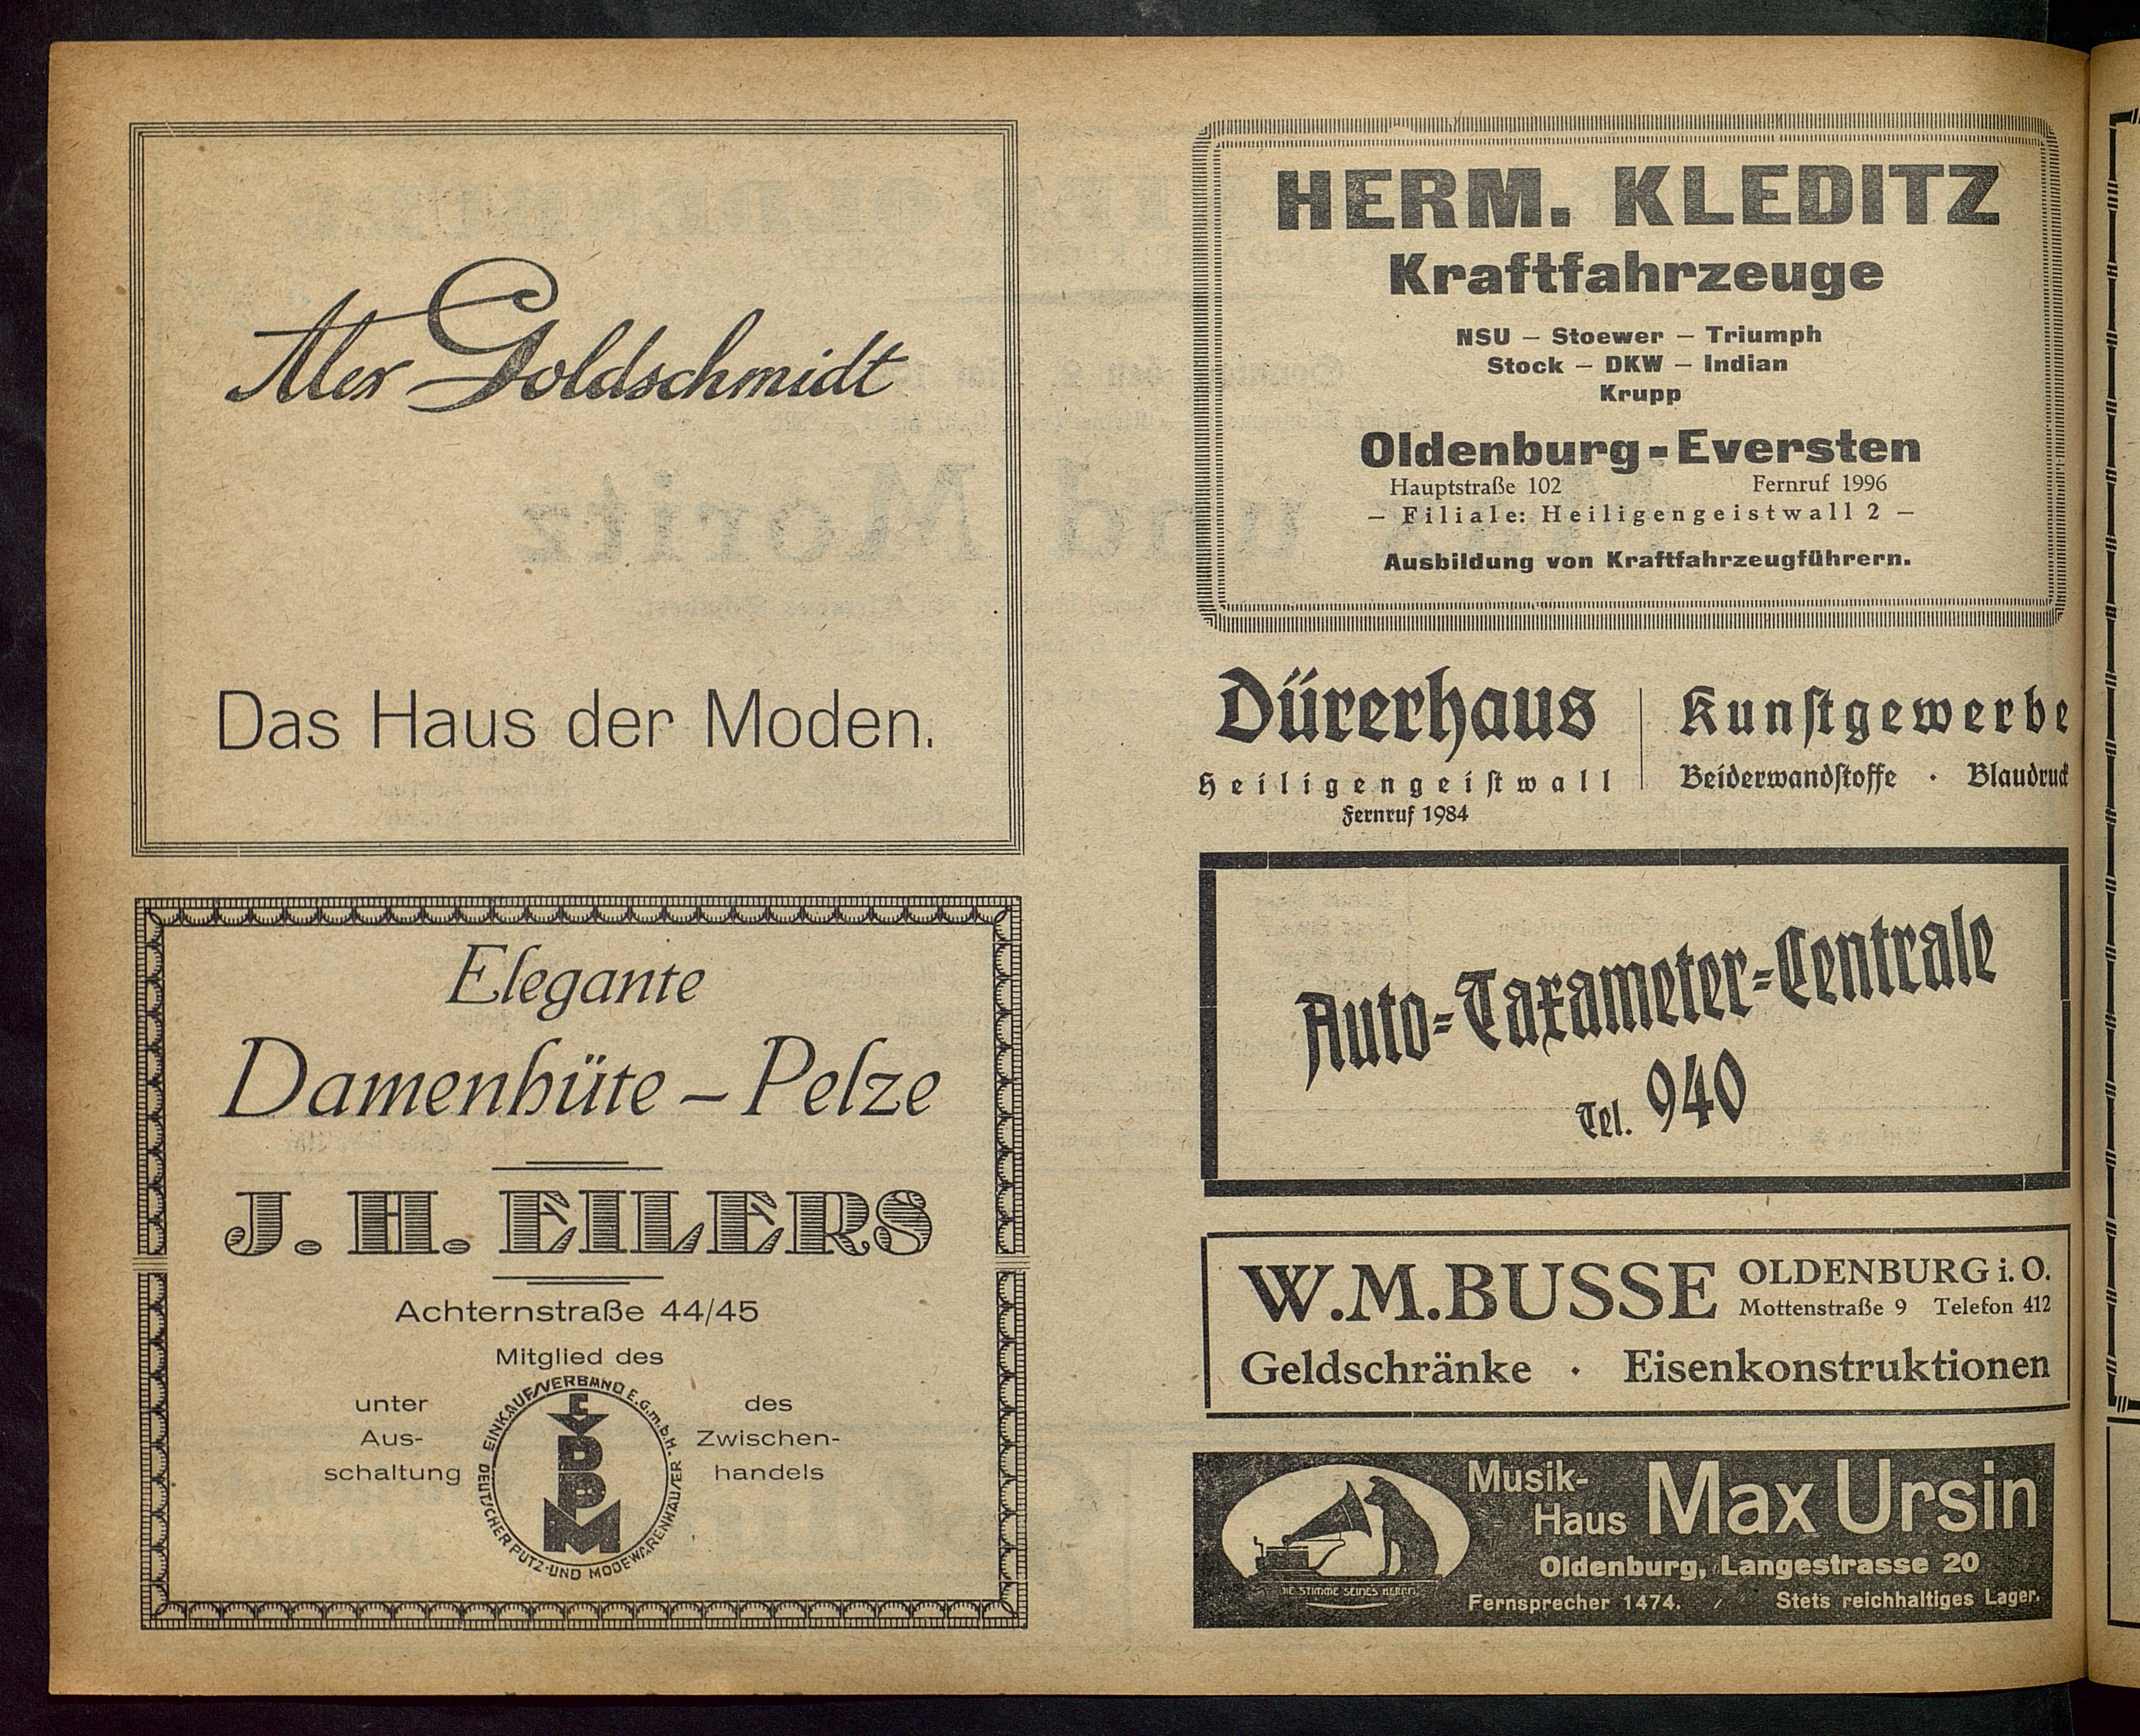 Alex Goldschmidt
Das Haus der Moden.
Elegante
Damenhüte – Pelze
J. H. EILERS
Achternstraße 44/45
Mitglied des
unter
Aus-
schaltung
EINKAUFSVERBAND E.G.m.b.H.
DEUTSCHER PUTZ-UND MODEWARENHÄUSER
E
V
D
P
M
des
Zwischen-
handels
HERM. KLEDITZ
Kraftfahrzeuge
NSU – Stoewer – Triumph
Stock – DKW – Indian
Krupp
Oldenburg-Eversten
Hauptstraße 102 Fernruf 1996
– Filiale: Heiligengeistwall 2 –
Ausbildung von Kraftfahrzeugführern.
Dürerhaus
Heiligengeistwall
Fernruf 1984
Kunstgewerbe
Beiderwandstoffe · Blaudruck
Auto-Taxameter-Centrale
Tel. 940
W.M.BUSSE OLDENBURG i. O.
Mottenstraße 9 Telefon 412
Geldschränke · Eisenkonstruktionen
Musik-
Haus Max Ursin
Oldenburg, Langestrasse 20
Fernsprecher 1474. Stets reichhaltiges Lager.
DIE STIMME SEINES HERRN